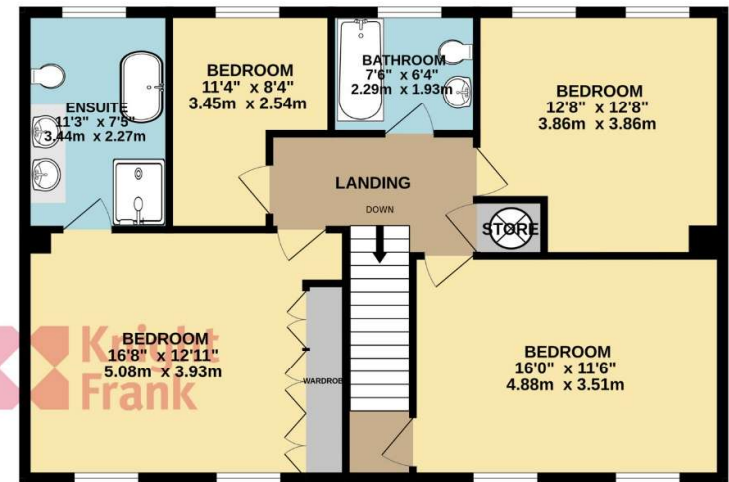 ENSUITE
11'3" x 7'5"
3.44m x 2.27m
BEDROOM
11'4" x 8'4"
3.45m x 2.54m
BATHROOM
7'6" x 6'4"
2.29m x 1.93m
BEDROOM
12'8" x 12'8"
3.86m x 3.86m
LANDING
DOWN
STORE
BEDROOM
16'8" x 12'11"
5.08m x 3.93m
WARDROB
Knight
Frank
BEDROOM
16'0" x 11'6"
4.88m x 3.51m